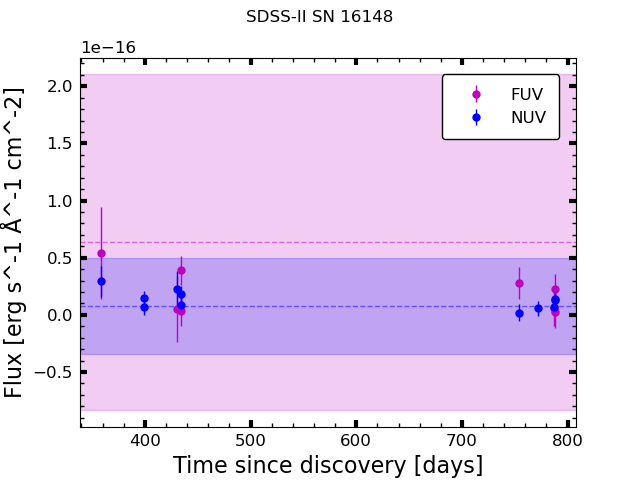 SDSS-II SN 16148
1e−16
Flux [erg s^-1 Å^-1 cm^-2]
2.0
1.5
1.0
0.5
0.0
−0.5
FUV
NUV
400
500
600
700
800
Time since discovery [days]